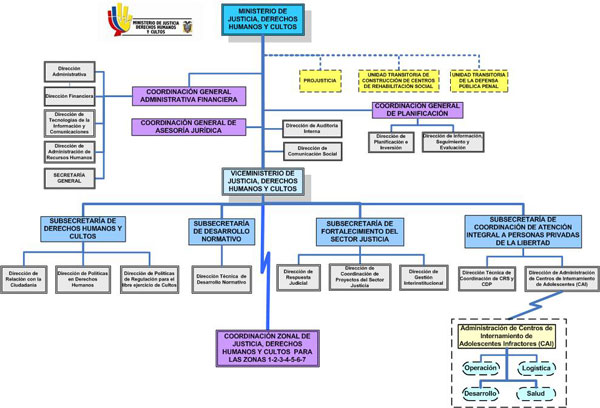 MINISTERIO DE JUSTICIA
DERECHOS HUMANOS
Y CULTOS
MINISTERIO DE
JUSTICIA, DERECHOS
HUMANOS Y CULTOS
PROJUSTICIA
UNIDAD TRANSITORIA DE
CONSTRUCCIÓN DE CENTROS
DE REHABILITACIÓN SOCIAL
UNIDAD TRANSITORIA
DE LA DEFENSA
PÚBLICA PENAL
Dirección
Administrativa
Dirección Financiera
Dirección de
Tecnologías de la
Información y
Comunicaciones
Dirección de
Administración de
Recursos Humanos
SECRETARÍA
GENERAL
COORDINACIÓN GENERAL
ADMINISTRATIVA FINANCIERA
COORDINACIÓN GENERAL
DE ASESORÍA JURÍDICA
COORDINACIÓN GENERAL
DE PLANIFICACIÓN
Dirección de Auditoría
Interna
Dirección de
Comunicación Social
Dirección de
Planificación e
Inversión
Dirección de Información,
Seguimiento y
Evaluación
VICEMINISTERIO DE
JUSTICIA, DERECHOS
HUMANOS Y CULTOS
SUBSECRETARÍA DE
DERECHOS HUMANOS Y
CULTOS
SUBSECRETARÍA
DE DESARROLLO
NORMATIVO
SUBSECRETARÍA DE
FORTALECIMIENTO DEL
SECTOR JUSTICIA
SUBSECRETARÍA DE
COORDINACIÓN DE ATENCIÓN
INTEGRAL A PERSONAS PRIVADAS
DE LA LIBERTAD
Dirección de
Relación con la
Ciudadanía
Dirección de Políticas
en Derechos
Humanos
Dirección de Políticas
de Regulación para el
libre ejercicio de Cultos
Dirección Técnica de
Desarrollo Normativo
Dirección de
Respuesta
Judicial
Dirección de
Coordinación de
Proyectos del Sector
Justicia
Dirección de
Gestión
Interinstitucional
Dirección Técnica de
Coordinación de CRS y
CDP
Dirección de Administración
de Centros de Internamiento
de Adolescentes (CAI)
COORDINACIÓN ZONAL DE
JUSTICIA, DERECHOS
HUMANOS Y CULTOS PARA
LAS ZONAS 1-2-3-4-5-6-7
Administración de Centros de
Internamiento de
Adolescentes Infractores (CAI)
Operación
Logística
Desarrollo
Salud